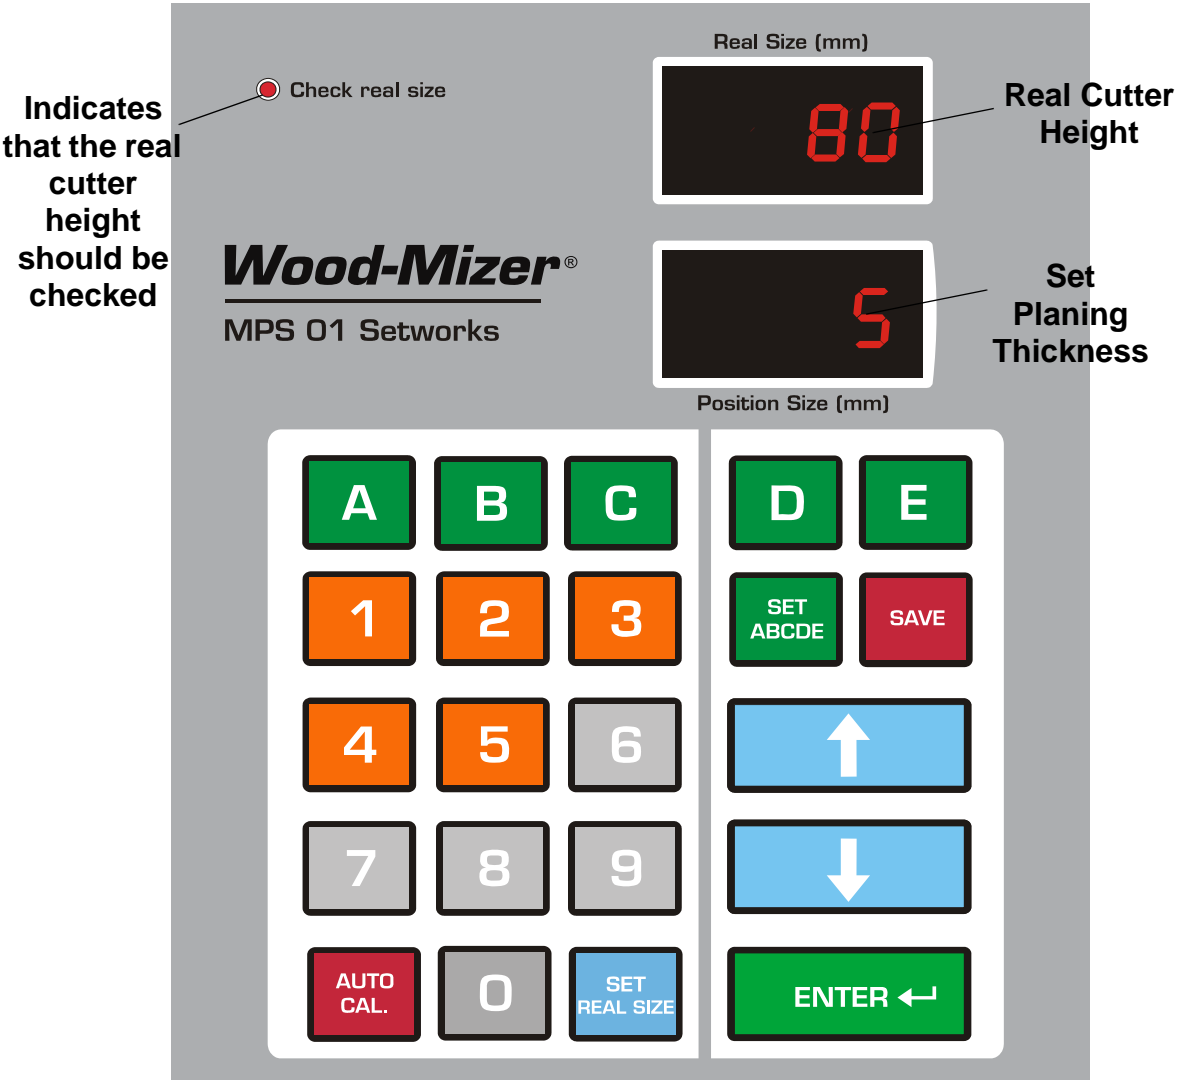 Real Size (mm)
Check real size
Indicates
that the real
cutter
height
should be
checked
80
Real Cutter
Height
Wood-Mizer®
MPS 01 Setworks
5
Set
Planing
Thickness
Position Size (mm)
A B C D E
1 2 3
SET
ABCDE
SAVE
4 5 6
7 8 9
AUTO
CAL.
0
SET
REAL SIZE
ENTER